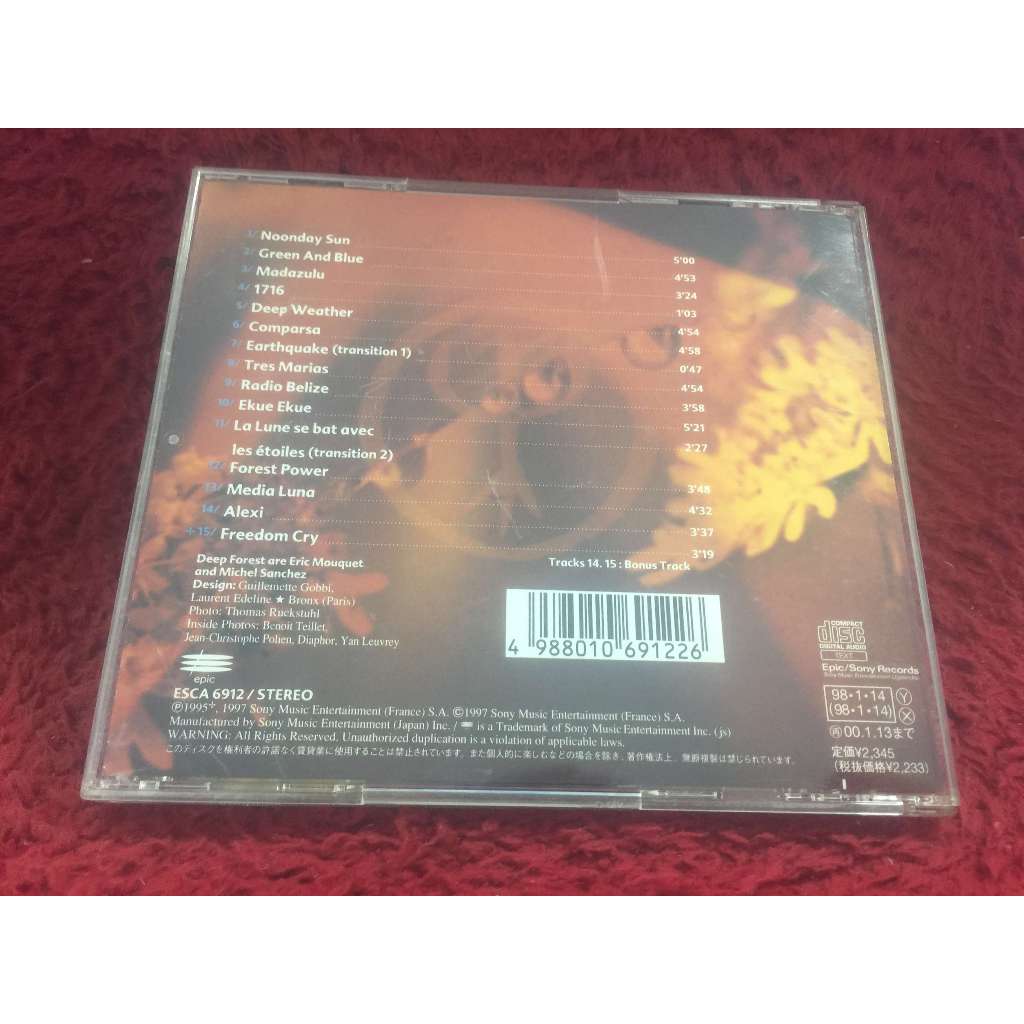 1/ Noonday Sun 5'00
2/ Green And Blue 4'53
3/ Madazulu 3'24
4/ 1716 1'03
5/ Deep Weather 4'54
6/ Comparsa 4'58
7/ Earthquake (transition 1) 0'47
8/ Tres Marias 4'54
9/ Radio Belize 3'58
10/ Ekue Ekue 5'21
11/ La Lune se bat avec 2'27
les étoiles (transition 2)
12/ Forest Power 3'48
13/ Media Luna 4'32
14/ Alexi 3'37
+15/ Freedom Cry 3'19
Tracks 14. 15 : Bonus Track
Deep Forest are Eric Mouquet
and Michel Sanchez
Design: Guillemette Gobbi,
Laurent Edeline ★ Bronx (Paris)
Photo: Thomas Ruckstuhl
Inside Photos: Benoit Teillet,
Jean-Christophe Polien, Diaphor, Yan Leuvrey
4 988010 691226
epic
ESCA 6912 / STEREO
Ⓟ1995*, 1997 Sony Music Entertainment (France) S.A. ©1997 Sony Music Entertainment (France) S.A.
Manufactured by Sony Music Entertainment (Japan) Inc. / is a Trademark of Sony Music Entertainment Inc. (js)
WARNING: All Rights Reserved. Unauthorized duplication is a violation of applicable laws.
このディスクを権利者の許諾なく賃貸業に使用することは禁止されています。また個人的に楽しむなどの場合を除き、著作権法上、無断複製は禁じられています。
COMPACT
disc
DIGITAL AUDIO
TEXT
Epic/Sony Records
98・1・14 Ⓨ
(98・1・14) Ⓧ
再00.1.13まで
定価¥2,345
(税抜価格¥2,233)